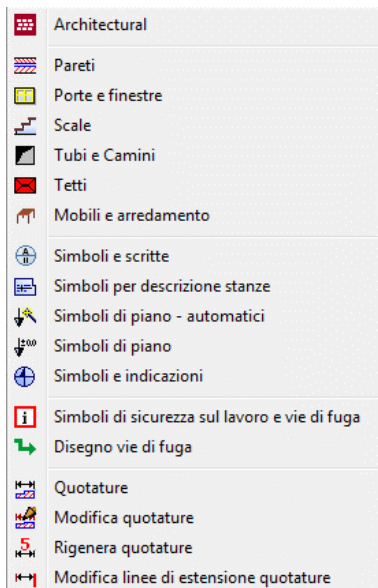 Architectural
Pareti
Porte e finestre
Scale
Tubi e Camini
Tetti
Mobili e arredamento
Simboli e scritte
Simboli per descrizione stanze
Simboli di piano - automatici
Simboli di piano
Simboli e indicazioni
Simboli di sicurezza sul lavoro e vie di fuga
Disegno vie di fuga
Quotature
Modifica quotature
5 Rigenera quotature
Modifica linee di estensione quotature